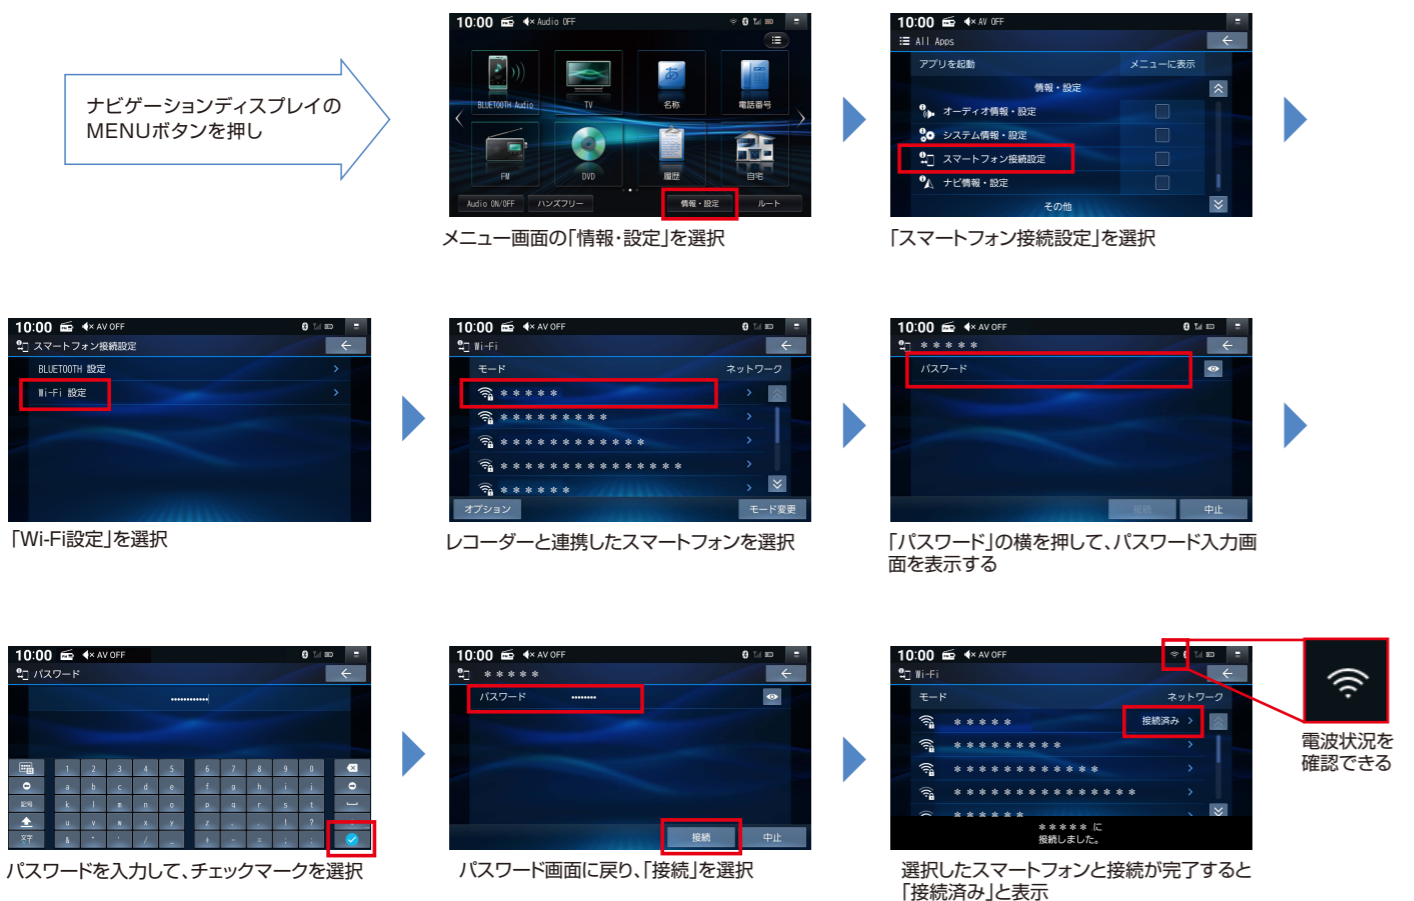 ナビゲーションディスプレイの
MENUボタンを押し
10:00 Audio OFF
BLUETOOTH Audio
TV
名称
電話番号
FM
DVD
履歴
自宅
Audio ON/OFF
ハンズフリー
情報・設定
ルート
メニュー画面の「情報・設定」を選択
10:00 AV OFF
All Apps
アプリを起動 メニューに表示
情報・設定
オーディオ情報・設定
システム情報・設定
スマートフォン接続設定
ナビ情報・設定
その他
「スマートフォン接続設定」を選択
10:00 AV OFF
スマートフォン接続設定
BLUETOOTH 設定
Wi-Fi 設定
「Wi-Fi設定」を選択
10:00 AV OFF
Wi-Fi
モード ネットワーク
＊＊＊＊＊
＊＊＊＊＊＊＊＊＊
＊＊＊＊＊＊＊＊＊＊＊＊
＊＊＊＊＊＊＊＊＊＊＊＊＊＊＊
＊＊＊＊＊＊
オプション モード変更
レコーダーと連携したスマートフォンを選択
10:00 AV OFF
＊＊＊＊＊
パスワード
接続 中止
「パスワード」の横を押して、パスワード入力画
面を表示する
10:00 AV OFF
パスワード
••••••••••••
1 2 3 4 5 6 7 8 9 0
a b c d e f g h i j
記号 k l m n o p q r s t
u v w x y z ! ?
文字 & / _ + - = : ;
パスワードを入力して、チェックマークを選択
10:00 AV OFF
＊＊＊＊＊
パスワード ••••••••
接続 中止
パスワード画面に戻り、「接続」を選択
10:00 AV OFF
Wi-Fi
モード ネットワーク
＊＊＊＊＊ 接続済み
＊＊＊＊＊＊＊＊＊
＊＊＊＊＊＊＊＊＊＊＊＊
＊＊＊＊＊＊＊＊＊＊＊＊＊＊＊
＊＊＊＊＊＊
＊＊＊＊＊ に
接続しました。
選択したスマートフォンと接続が完了すると
「接続済み」と表示
電波状況を
確認できる